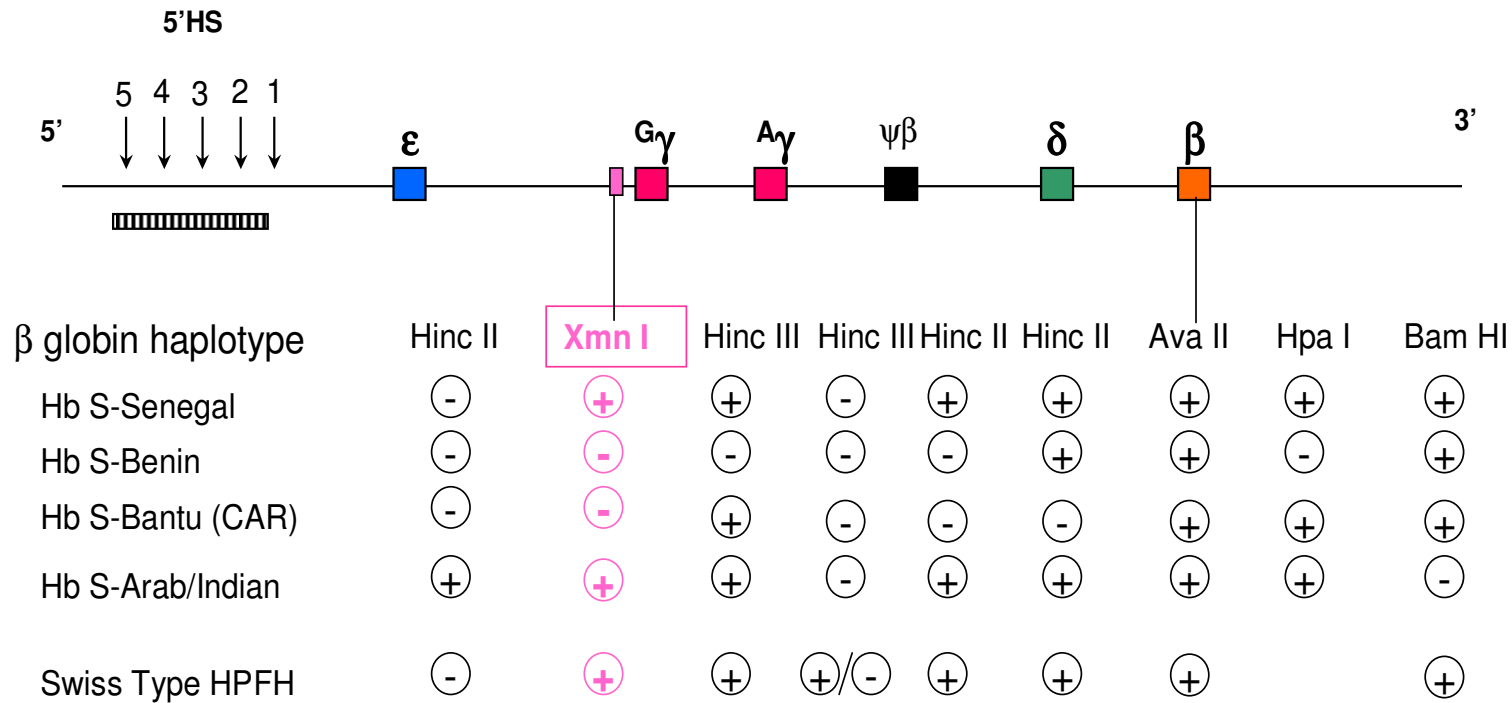 5'HS
5 4 3 2 1
5' 3'
ε Gγ Aγ ψβ δ β
β globin haplotype Hinc II Xmn I Hinc III Hinc III Hinc II Hinc II Ava II Hpa I Bam HI
Hb S-Senegal - + + - + + + + +
Hb S-Benin - - - - - + + - +
Hb S-Bantu (CAR) - - + - - - + + +
Hb S-Arab/Indian + + + - + + + + -
Swiss Type HPFH - + + +/- + + + +